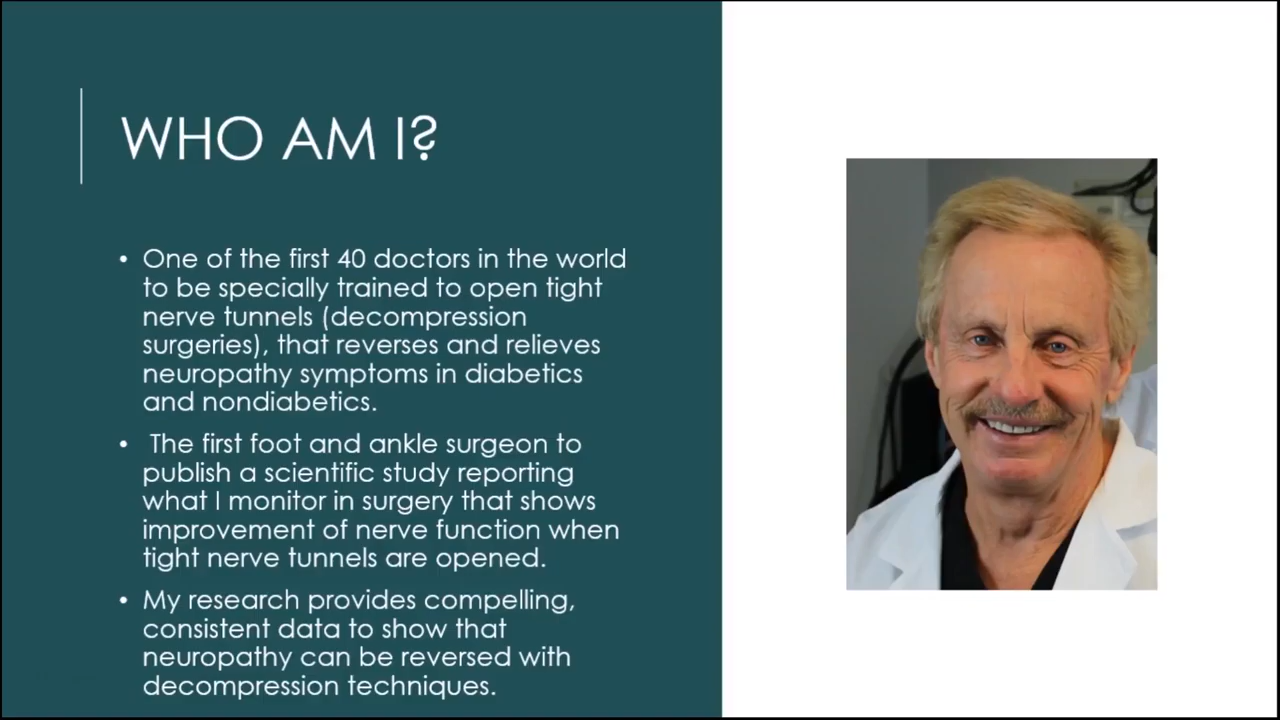 WHO AM I?
• One of the first 40 doctors in the world
to be specially trained to open tight
nerve tunnels (decompression
surgeries), that reverses and relieves
neuropathy symptoms in diabetics
and nondiabetics.
• The first foot and ankle surgeon to
publish a scientific study reporting
what I monitor in surgery that shows
improvement of nerve function when
tight nerve tunnels are opened.
• My research provides compelling,
consistent data to show that
neuropathy can be reversed with
decompression techniques.